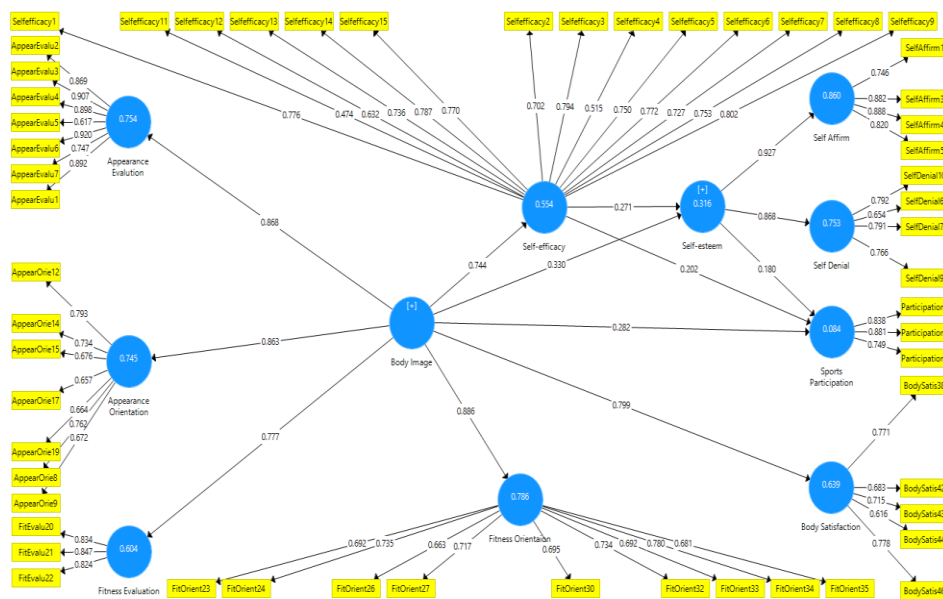 Selfefficacy1
Selfefficacy11
Selfefficacy12
Selfefficacy13
Selfefficacy14
Selfefficacy15
Selfefficacy2
Selfefficacy3
Selfefficacy4
Selfefficacy5
Selfefficacy6
Selfefficacy7
Selfefficacy8
Selfefficacy9
AppearEvalu2
AppearEvalu3
AppearEvalu4
AppearEvalu5
AppearEvalu6
AppearEvalu7
AppearEvalu1
0.869
0.907
0.898
0.617
0.920
0.747
0.892
0.754
Appearance
Evalution
0.776
0.474
0.632
0.736
0.787
0.770
0.702
0.794
0.515
0.750
0.772
0.727
0.753
0.802
SelfAffirm1
SelfAffirm3
SelfAffirm4
SelfAffirm5
0.746
0.882
0.888
0.820
0.860
Self Affirm
0.927
0.554
Self-efficacy
0.271
[+]
0.316
Self-esteem
0.868
0.753
Self Denial
0.792
0.654
0.791
0.766
SelfDenial10
SelfDenial6
SelfDenial7
SelfDenial9
0.868
0.744
0.330
0.202
0.180
[+]
Body Image
0.282
0.084
Sports
Participation
0.838
0.881
0.749
Participation
Participation
Participation
AppearOrie12
AppearOrie14
AppearOrie15
AppearOrie17
AppearOrie19
AppearOrie8
AppearOrie9
0.793
0.734
0.676
0.657
0.664
0.762
0.672
0.745
Appearance
Orientation
0.863
0.777
0.886
0.799
BodySatis38
BodySatis42
BodySatis43
BodySatis44
BodySatis46
0.771
0.683
0.715
0.616
0.778
0.639
Body Satisfaction
FitEvalu20
FitEvalu21
FitEvalu22
0.834
0.847
0.824
0.604
Fitness Evaluation
0.786
Fitness Orientaion
0.692
0.735
0.663
0.717
0.695
0.734
0.692
0.780
0.681
FitOrient23
FitOrient24
FitOrient26
FitOrient27
FitOrient30
FitOrient32
FitOrient33
FitOrient34
FitOrient35